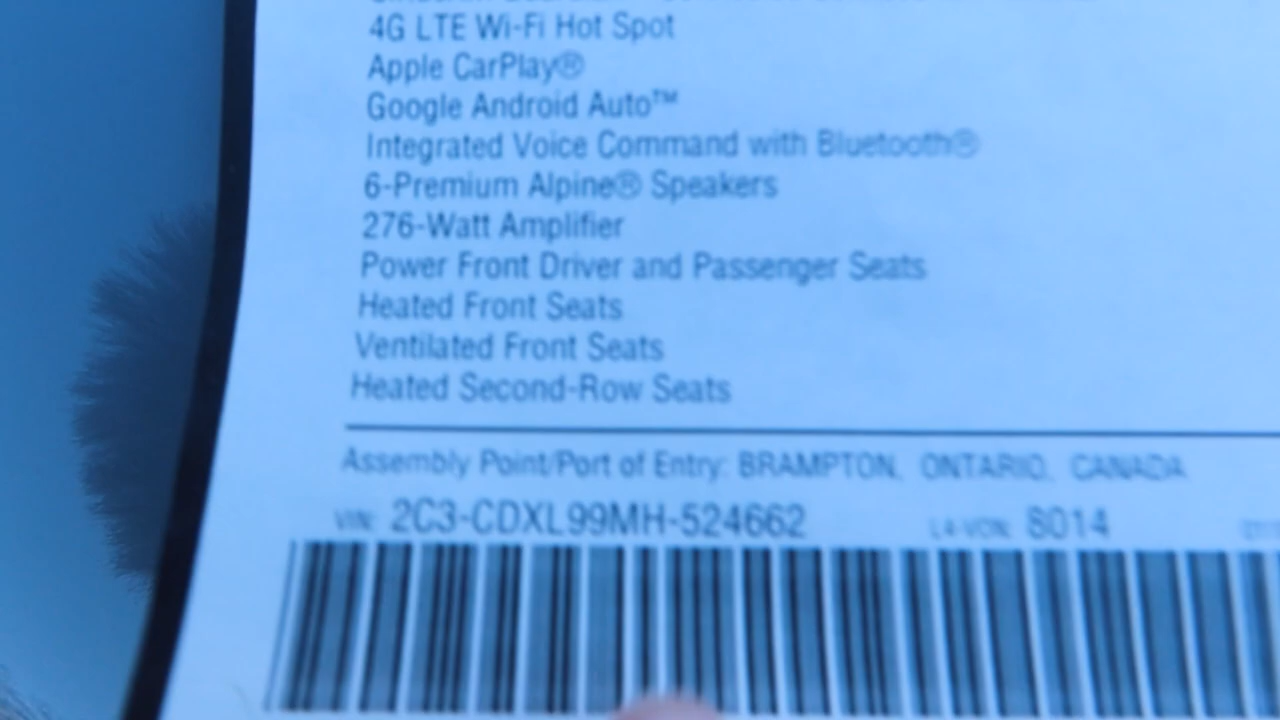 4G LTE Wi-Fi Hot Spot
Apple CarPlay®
Google Android Auto™
Integrated Voice Command with Bluetooth®
6-Premium Alpine® Speakers
276-Watt Amplifier
Power Front Driver and Passenger Seats
Heated Front Seats
Ventilated Front Seats
Heated Second-Row Seats
Assembly Point/Port of Entry: BRAMPTON, ONTARIO, CANADA
VIN: 2C3-CDXL99MH-524662 L4-VON: 8014